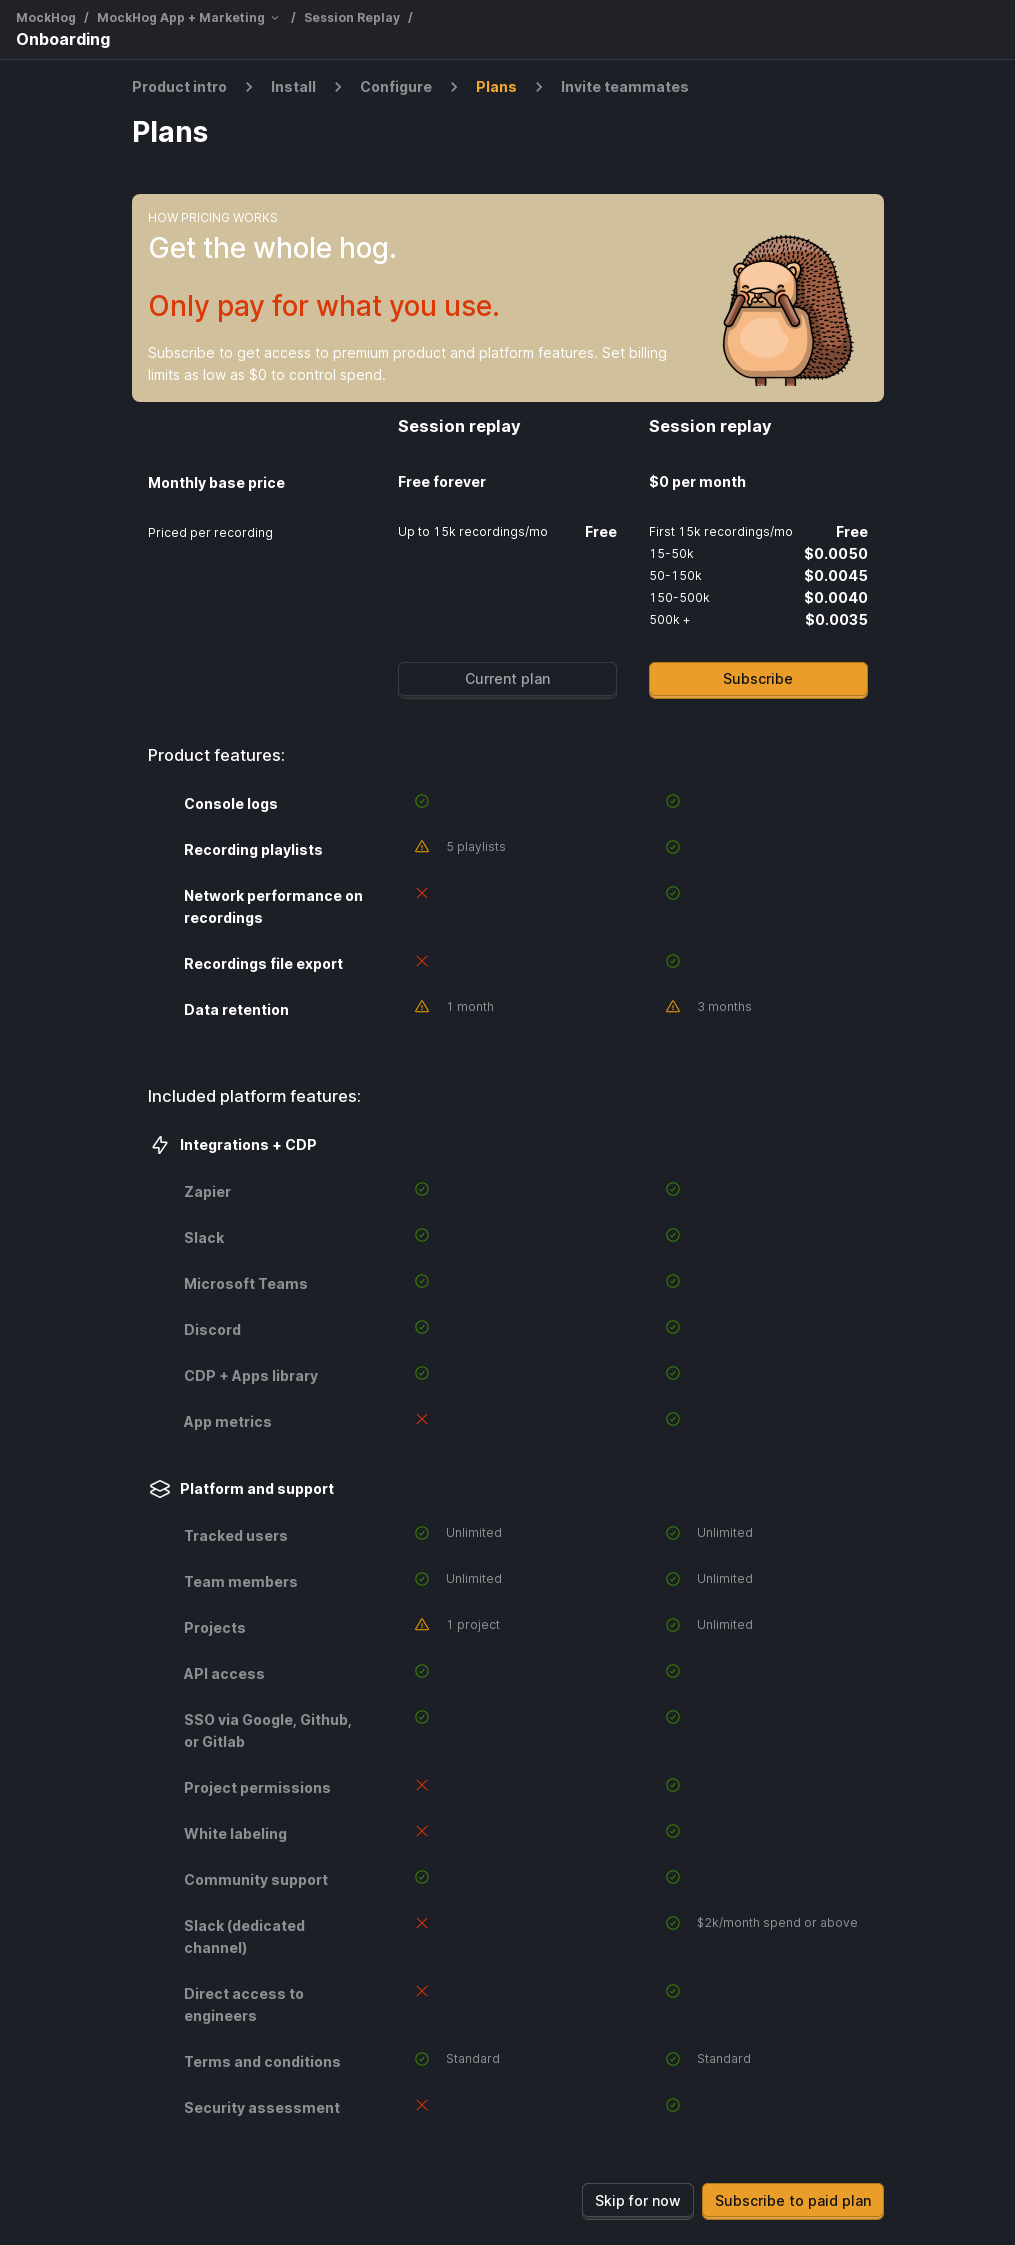 MockHog / MockHog App + Marketing / Session Replay /
Onboarding
Product intro Install Configure Plans Invite teammates
Plans
HOW PRICING WORKS
Get the whole hog.
Only pay for what you use.
Subscribe to get access to premium product and platform features. Set billing
limits as low as $0 to control spend.
Session replay Session replay
Monthly base price Free forever $0 per month
Priced per recording Up to 15k recordings/mo Free First 15k recordings/mo Free
15-50k $0.0050
50-150k $0.0045
150-500k $0.0040
500k + $0.0035
Current plan Subscribe
Product features:
Console logs
Recording playlists 5 playlists
Network performance on
recordings
Recordings file export
Data retention 1 month 3 months
Included platform features:
Integrations + CDP
Zapier
Slack
Microsoft Teams
Discord
CDP + Apps library
App metrics
Platform and support
Tracked users Unlimited Unlimited
Team members Unlimited Unlimited
Projects 1 project Unlimited
API access
SSO via Google, Github,
or Gitlab
Project permissions
White labeling
Community support
Slack (dedicated
channel) $2k/month spend or above
Direct access to
engineers
Terms and conditions Standard Standard
Security assessment
Skip for now Subscribe to paid plan